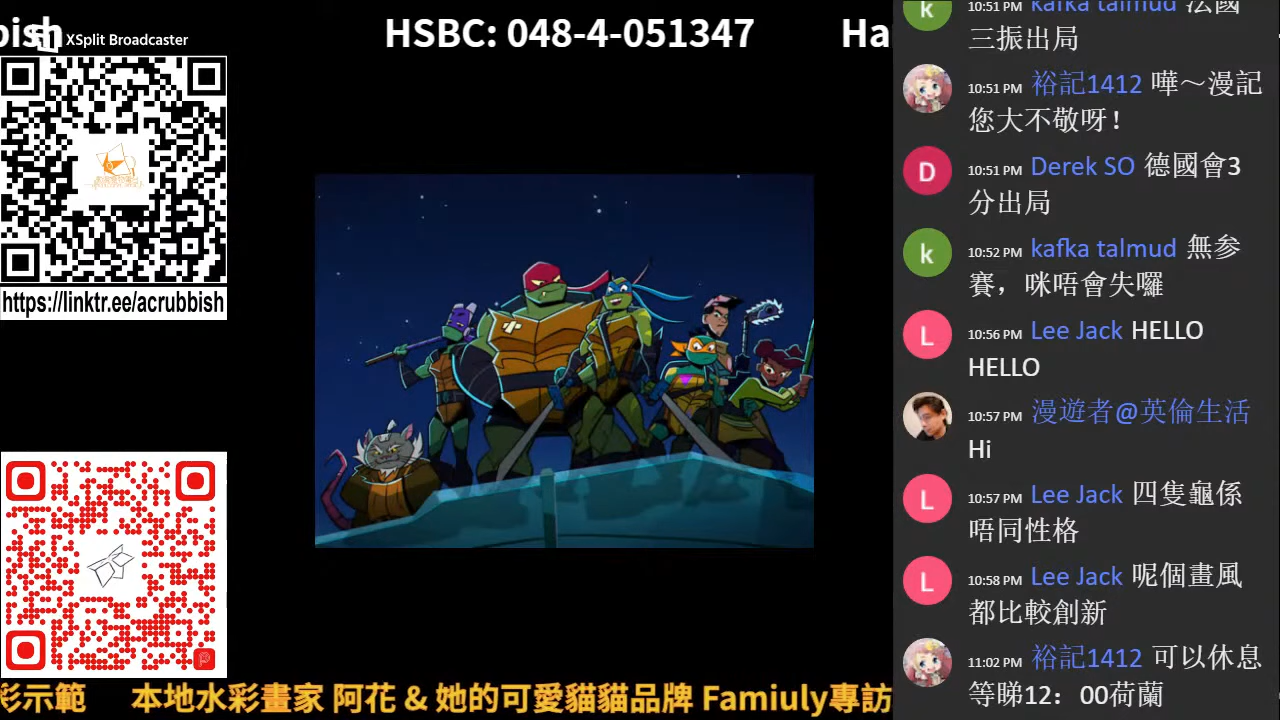 bish HSBC: 048-4-051347 Ha
XSplit Broadcaster
https://linktr.ee/acrubbish
彩示範 本地水彩畫家 阿花 & 她的可愛貓貓品牌 Famiuly專訪
10:51 PM kafka talmud 法國
三振出局
10:51 PM 裕記1412 嘩～漫記
您大不敬呀！
D
10:51 PM Derek SO 德國會3
分出局
k
10:52 PM kafka talmud 無参
賽，咪唔會失囉
L
10:56 PM Lee Jack HELLO
HELLO
10:57 PM 漫遊者@英倫生活
Hi
L
10:57 PM Lee Jack 四隻龜係
唔同性格
L
10:58 PM Lee Jack 呢個畫風
都比較創新
11:02 PM 裕記1412 可以休息
等睇12：00荷蘭